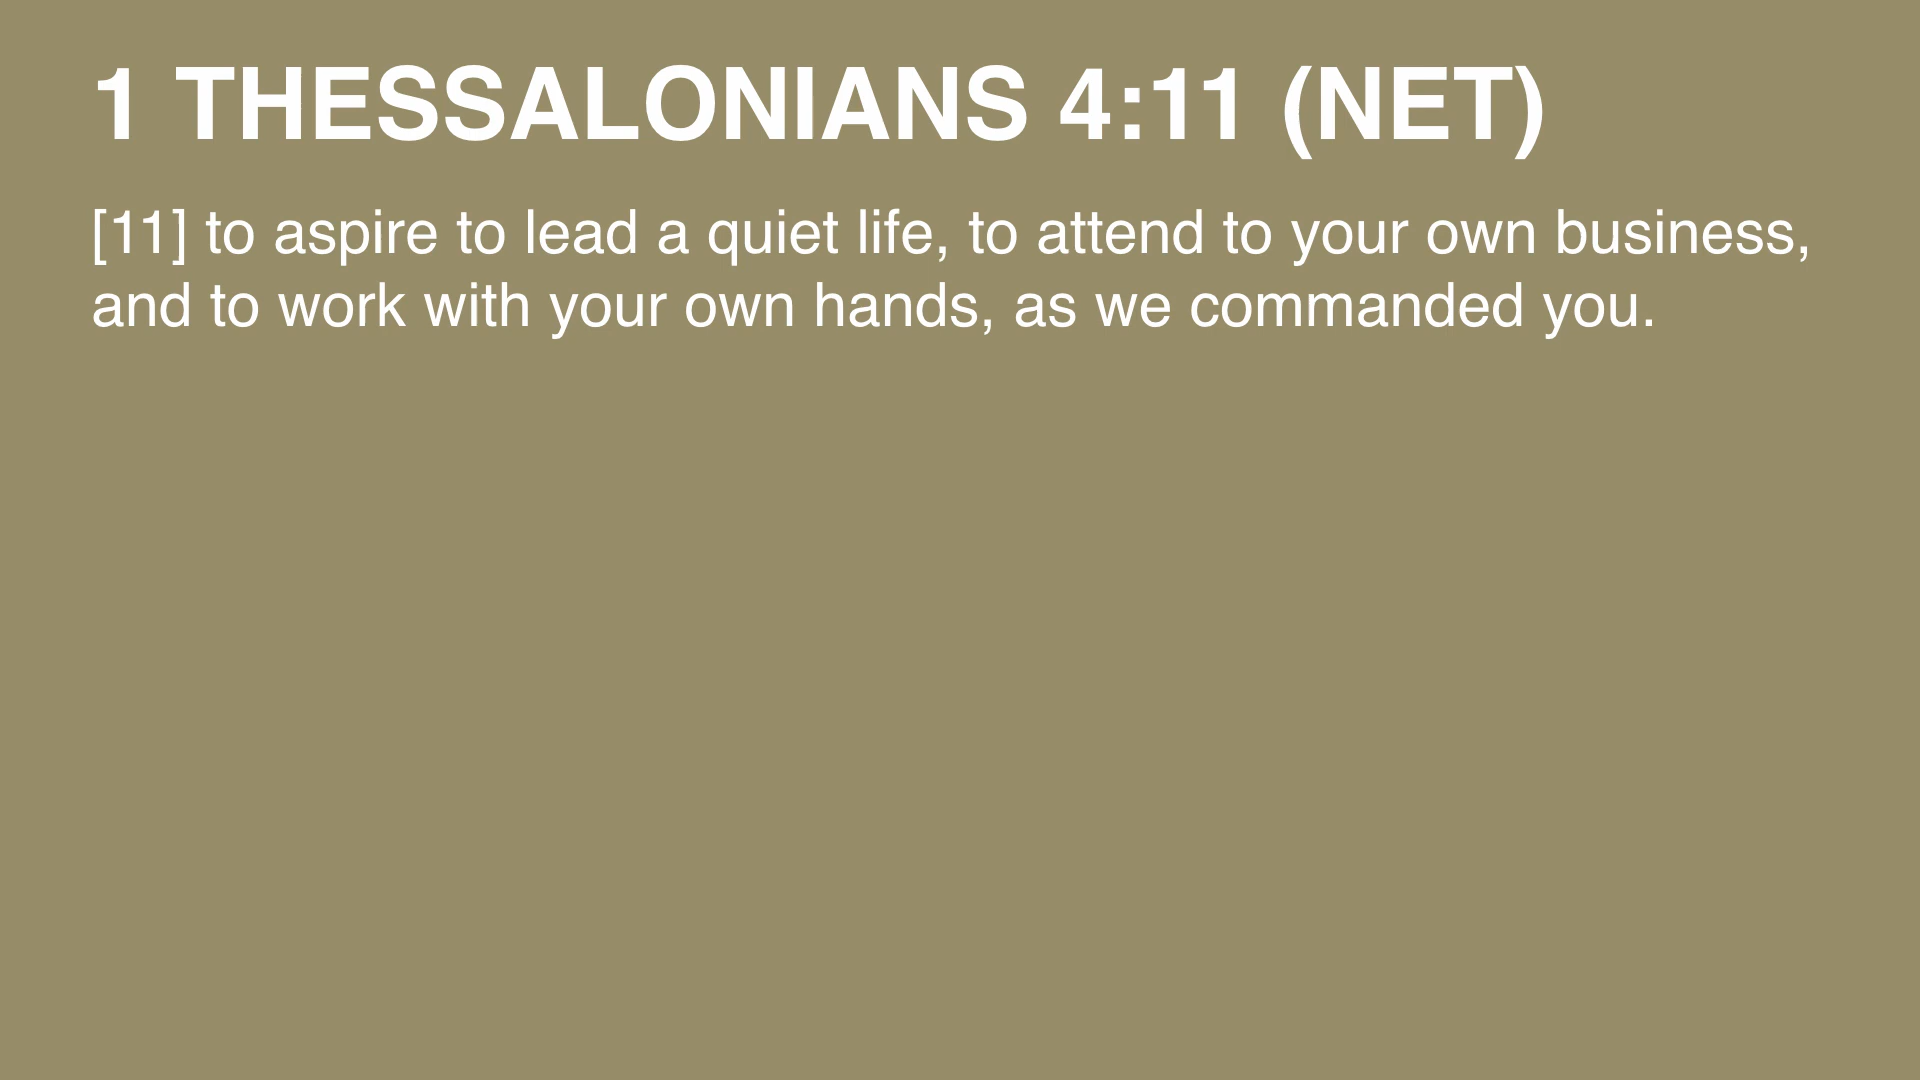 1 THESSALONIANS 4:11 (NET)
[11] to aspire to lead a quiet life, to attend to your own business,
and to work with your own hands, as we commanded you.